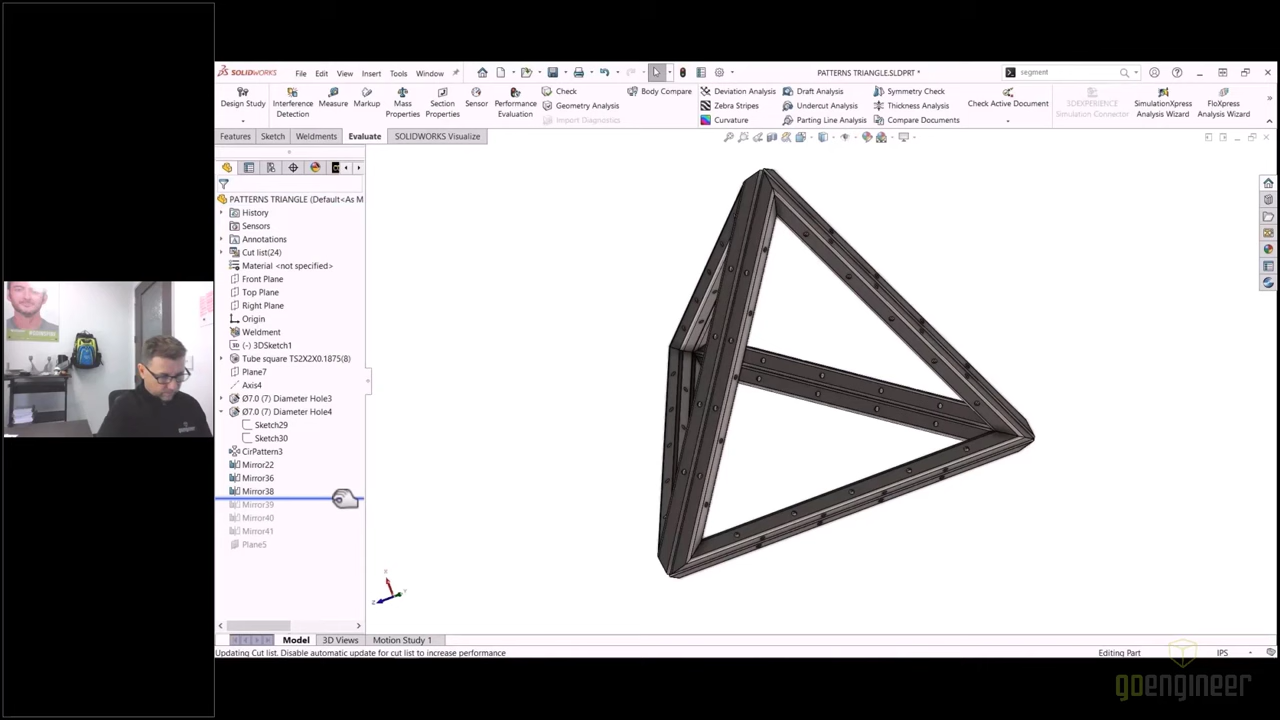 SOLIDWORKS File Edit View Insert Tools Window PATTERNS TRIANGLE.SLDPRT * segment
Design Study Interference Detection Measure Markup Mass Properties Section Properties Sensor Performance Evaluation
Check Body Compare Deviation Analysis Draft Analysis Symmetry Check
Geometry Analysis Zebra Stripes Undercut Analysis Thickness Analysis
Import Diagnostics Curvature Parting Line Analysis Compare Documents
Check Active Document 3DEXPERIENCE Simulation Connector SimulationXpress Analysis Wizard FloXpress Analysis Wizard
Features Sketch Weldments Evaluate SOLIDWORKS Visualize
PATTERNS TRIANGLE (Default<As M
History
Sensors
Annotations
Cut list(24)
Material <not specified>
Front Plane
Top Plane
Right Plane
Origin
Weldment
(-) 3DSketch1
Tube square TS2X2X0.1875(8)
Plane7
Axis4
Ø7.0 (7) Diameter Hole3
Ø7.0 (7) Diameter Hole4
Sketch29
Sketch30
CirPattern3
Mirror22
Mirror36
Mirror38
Mirror39
Mirror40
Mirror41
Plane5
Model 3D Views Motion Study 1
Updating Cut list. Disable automatic update for cut list to increase performance Editing Part IPS
goengineer